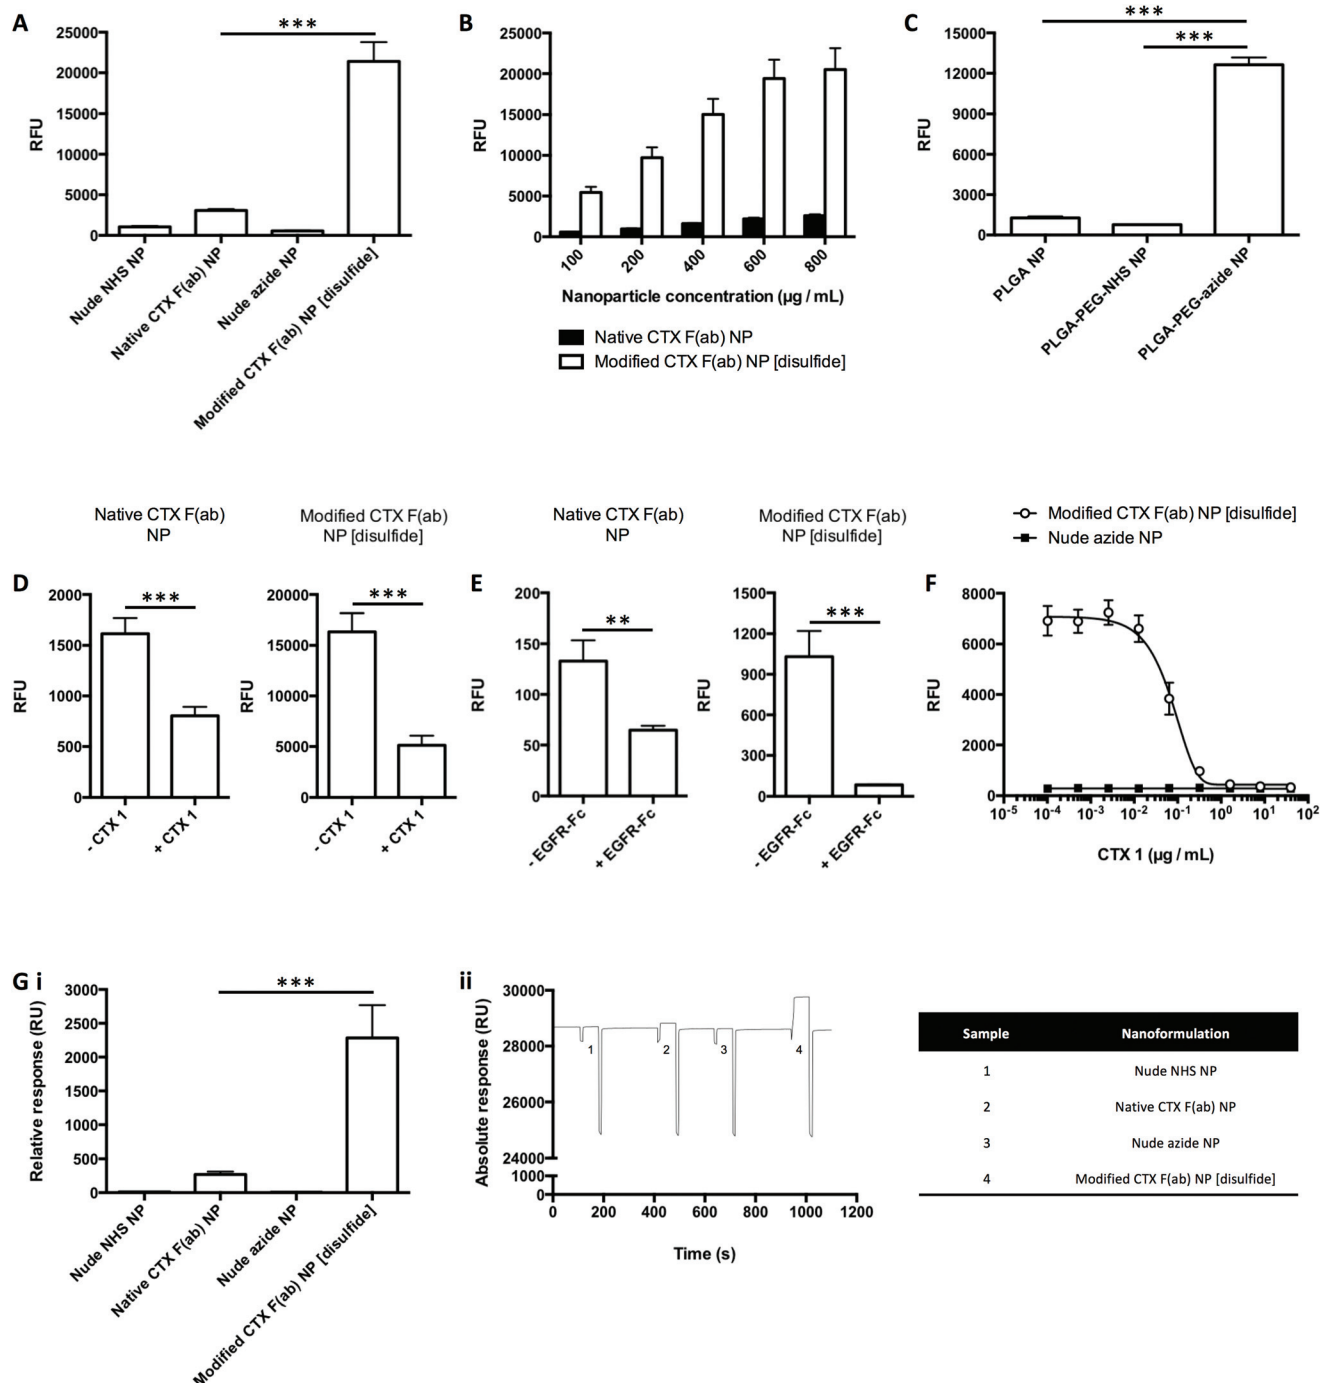 A
***
25000
20000
15000
10000
5000
0
RFU
Nude NHS NP
Native CTX F(ab) NP
Nude azide NP
Modified CTX F(ab) NP [disulfide]
B
25000
20000
15000
10000
5000
0
RFU
100
200
400
600
800
Nanoparticle concentration (µg / mL)
Native CTX F(ab) NP
Modified CTX F(ab) NP [disulfide]
C
***
***
15000
12000
9000
6000
3000
0
RFU
PLGA NP
PLGA-PEG-NHS NP
PLGA-PEG-azide NP
D
Native CTX F(ab)
NP
***
2000
1500
1000
500
0
RFU
- CTX 1
+ CTX 1
Modified CTX F(ab)
NP [disulfide]
***
20000
15000
10000
5000
0
RFU
- CTX 1
+ CTX 1
E
Native CTX F(ab)
NP
**
200
150
100
50
0
RFU
- EGFR-Fc
+ EGFR-Fc
Modified CTX F(ab)
NP [disulfide]
***
1500
1200
900
600
300
0
RFU
- EGFR-Fc
+ EGFR-Fc
F
Modified CTX F(ab) NP [disulfide]
Nude azide NP
8000
6000
4000
2000
0
RFU
10-5 10-4 10-3 10-2 10-1 100 101 102
CTX 1 (µg / mL)
G i
***
3000
2500
2000
1500
1000
500
0
Relative response (RU)
Nude NHS NP
Native CTX F(ab) NP
Nude azide NP
Modified CTX F(ab) NP [disulfide]
ii
30000
28000
26000
24000
1000
0
Absolute response (RU)
1
2
3
4
0 200 400 600 800 1000 1200
Time (s)
Sample Nanoformulation
1 Nude NHS NP
2 Native CTX F(ab) NP
3 Nude azide NP
4 Modified CTX F(ab) NP [disulfide]